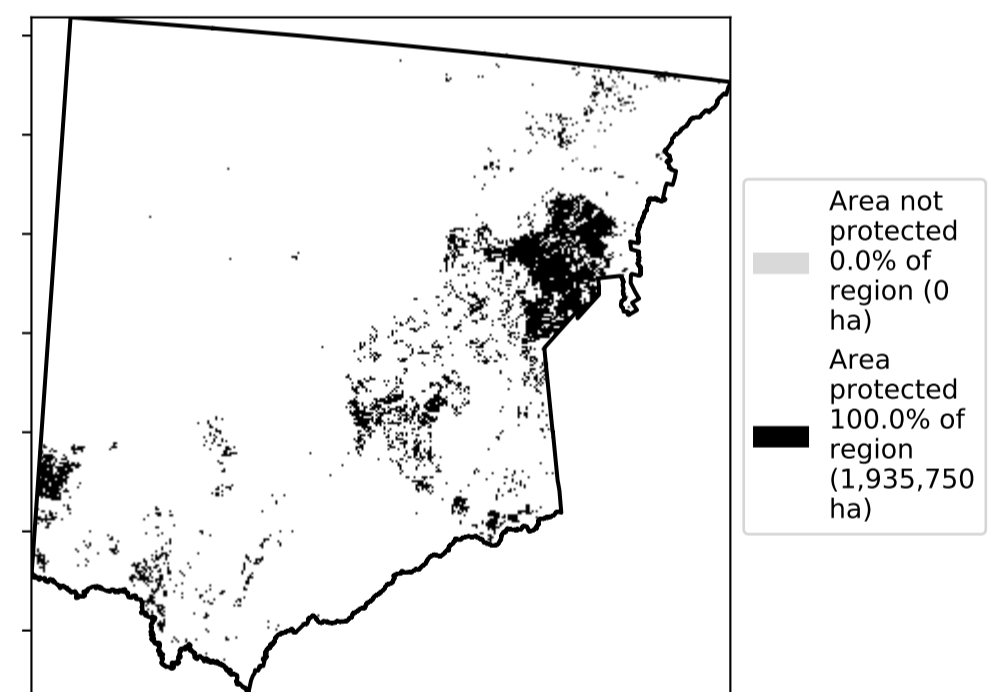 Area not
protected
0.0% of
region (0
ha)
Area
protected
100.0% of
region
(1,935,750
ha)